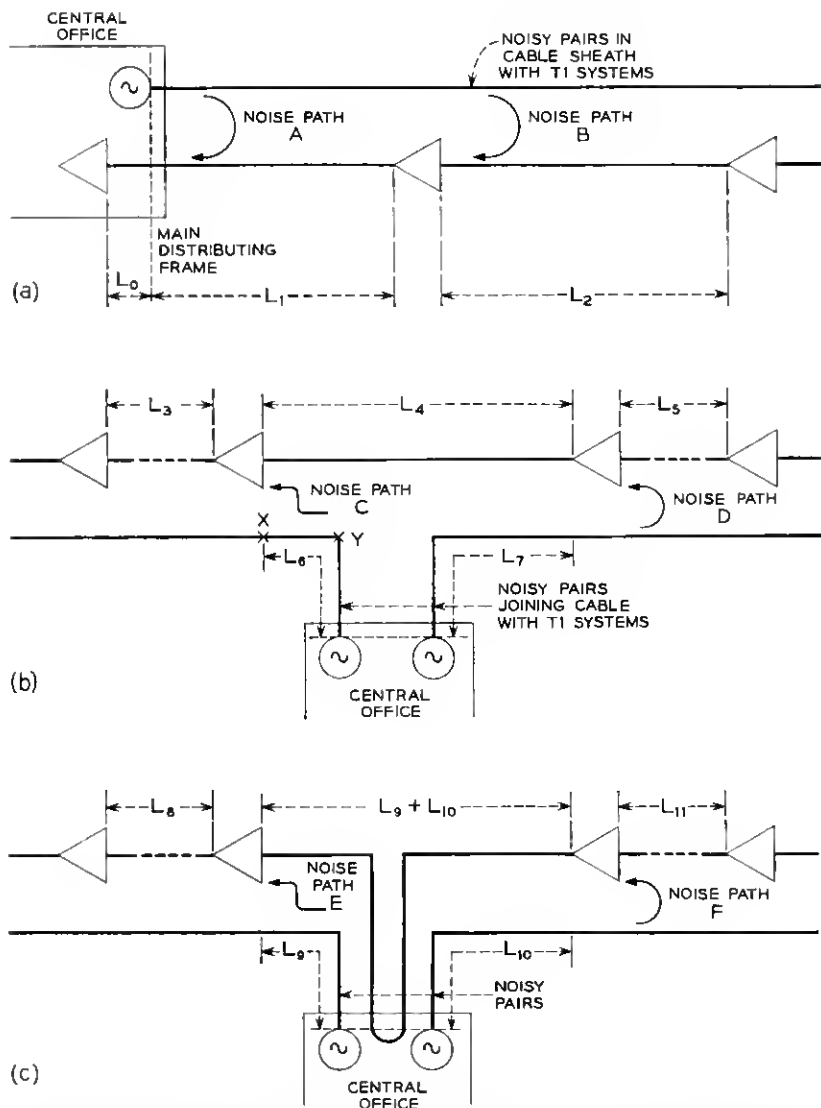 CENTRAL
OFFICE
~
NOISY PAIRS IN
CABLE SHEATH
WITH T1 SYSTEMS
NOISE PATH
A
NOISE PATH
B
MAIN
DISTRIBUTING
FRAME
L₀
L₁
L₂
(a)
L₃
L₄
L₅
NOISE PATH
C
NOISE PATH
D
X
Y
L₆
L₇
NOISY PAIRS
JOINING CABLE
WITH T1 SYSTEMS
~
~
CENTRAL
OFFICE
(b)
L₈
L₉ + L₁₀
L₁₁
NOISE
PATH
E
NOISE PATH
F
L₉
L₁₀
NOISY
PAIRS
~
~
CENTRAL
OFFICE
(c)